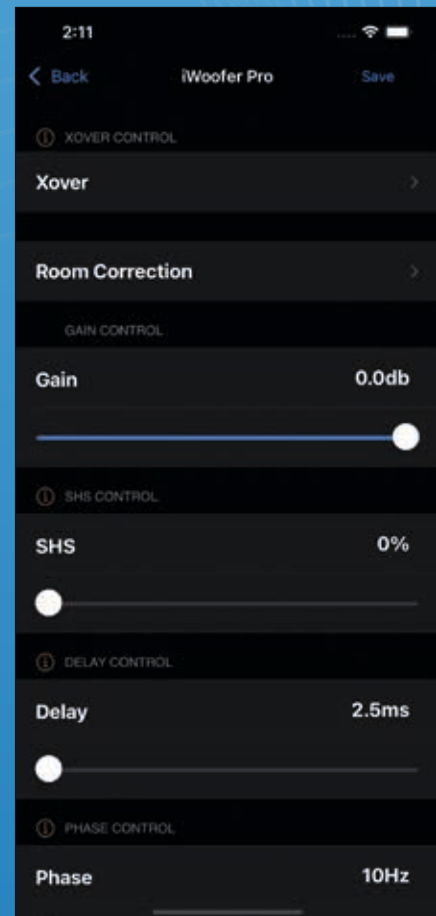 2:11
Back iWoofer Pro Save
XOVER CONTROL
Xover
Room Correction
GAIN CONTROL
Gain 0.0db
SHS CONTROL
SHS 0%
DELAY CONTROL
Delay 2.5ms
PHASE CONTROL
Phase 10Hz